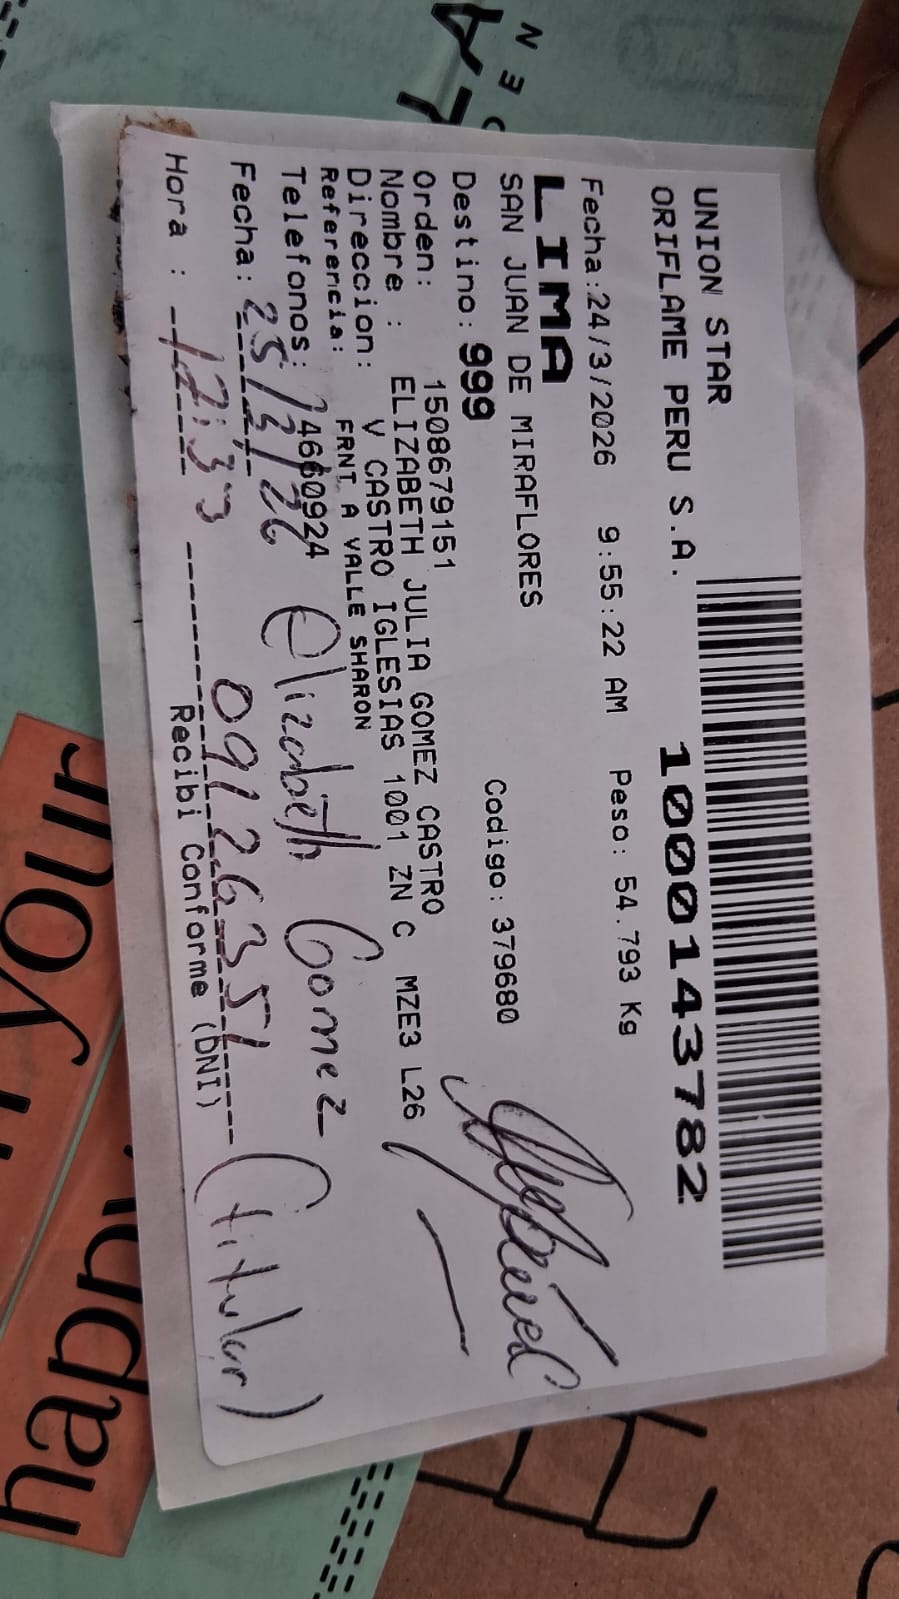 UNION STAR
ORIFLAME PERU S.A. 1000143782
Fecha:24/3/2026 9:55:22 AM Peso: 54.793 Kg
LIMA
SAN JUAN DE MIRAFLORES
Codigo: 379680
Destino: 999
Orden: 1508679151
Nombre : ELIZABETH JULIA GOMEZ CASTRO
Direccion: V CASTRO IGLESIAS 1001 ZN C MZE3 L26
Referencia: FRNT A VALLE SHARON
Telefonos: 24660924
Elizabeth Gomez
Fecha: 25/3/26
09126351 (titular)
Hora : 12:33
Recibi Conforme (DNI)
your
happy